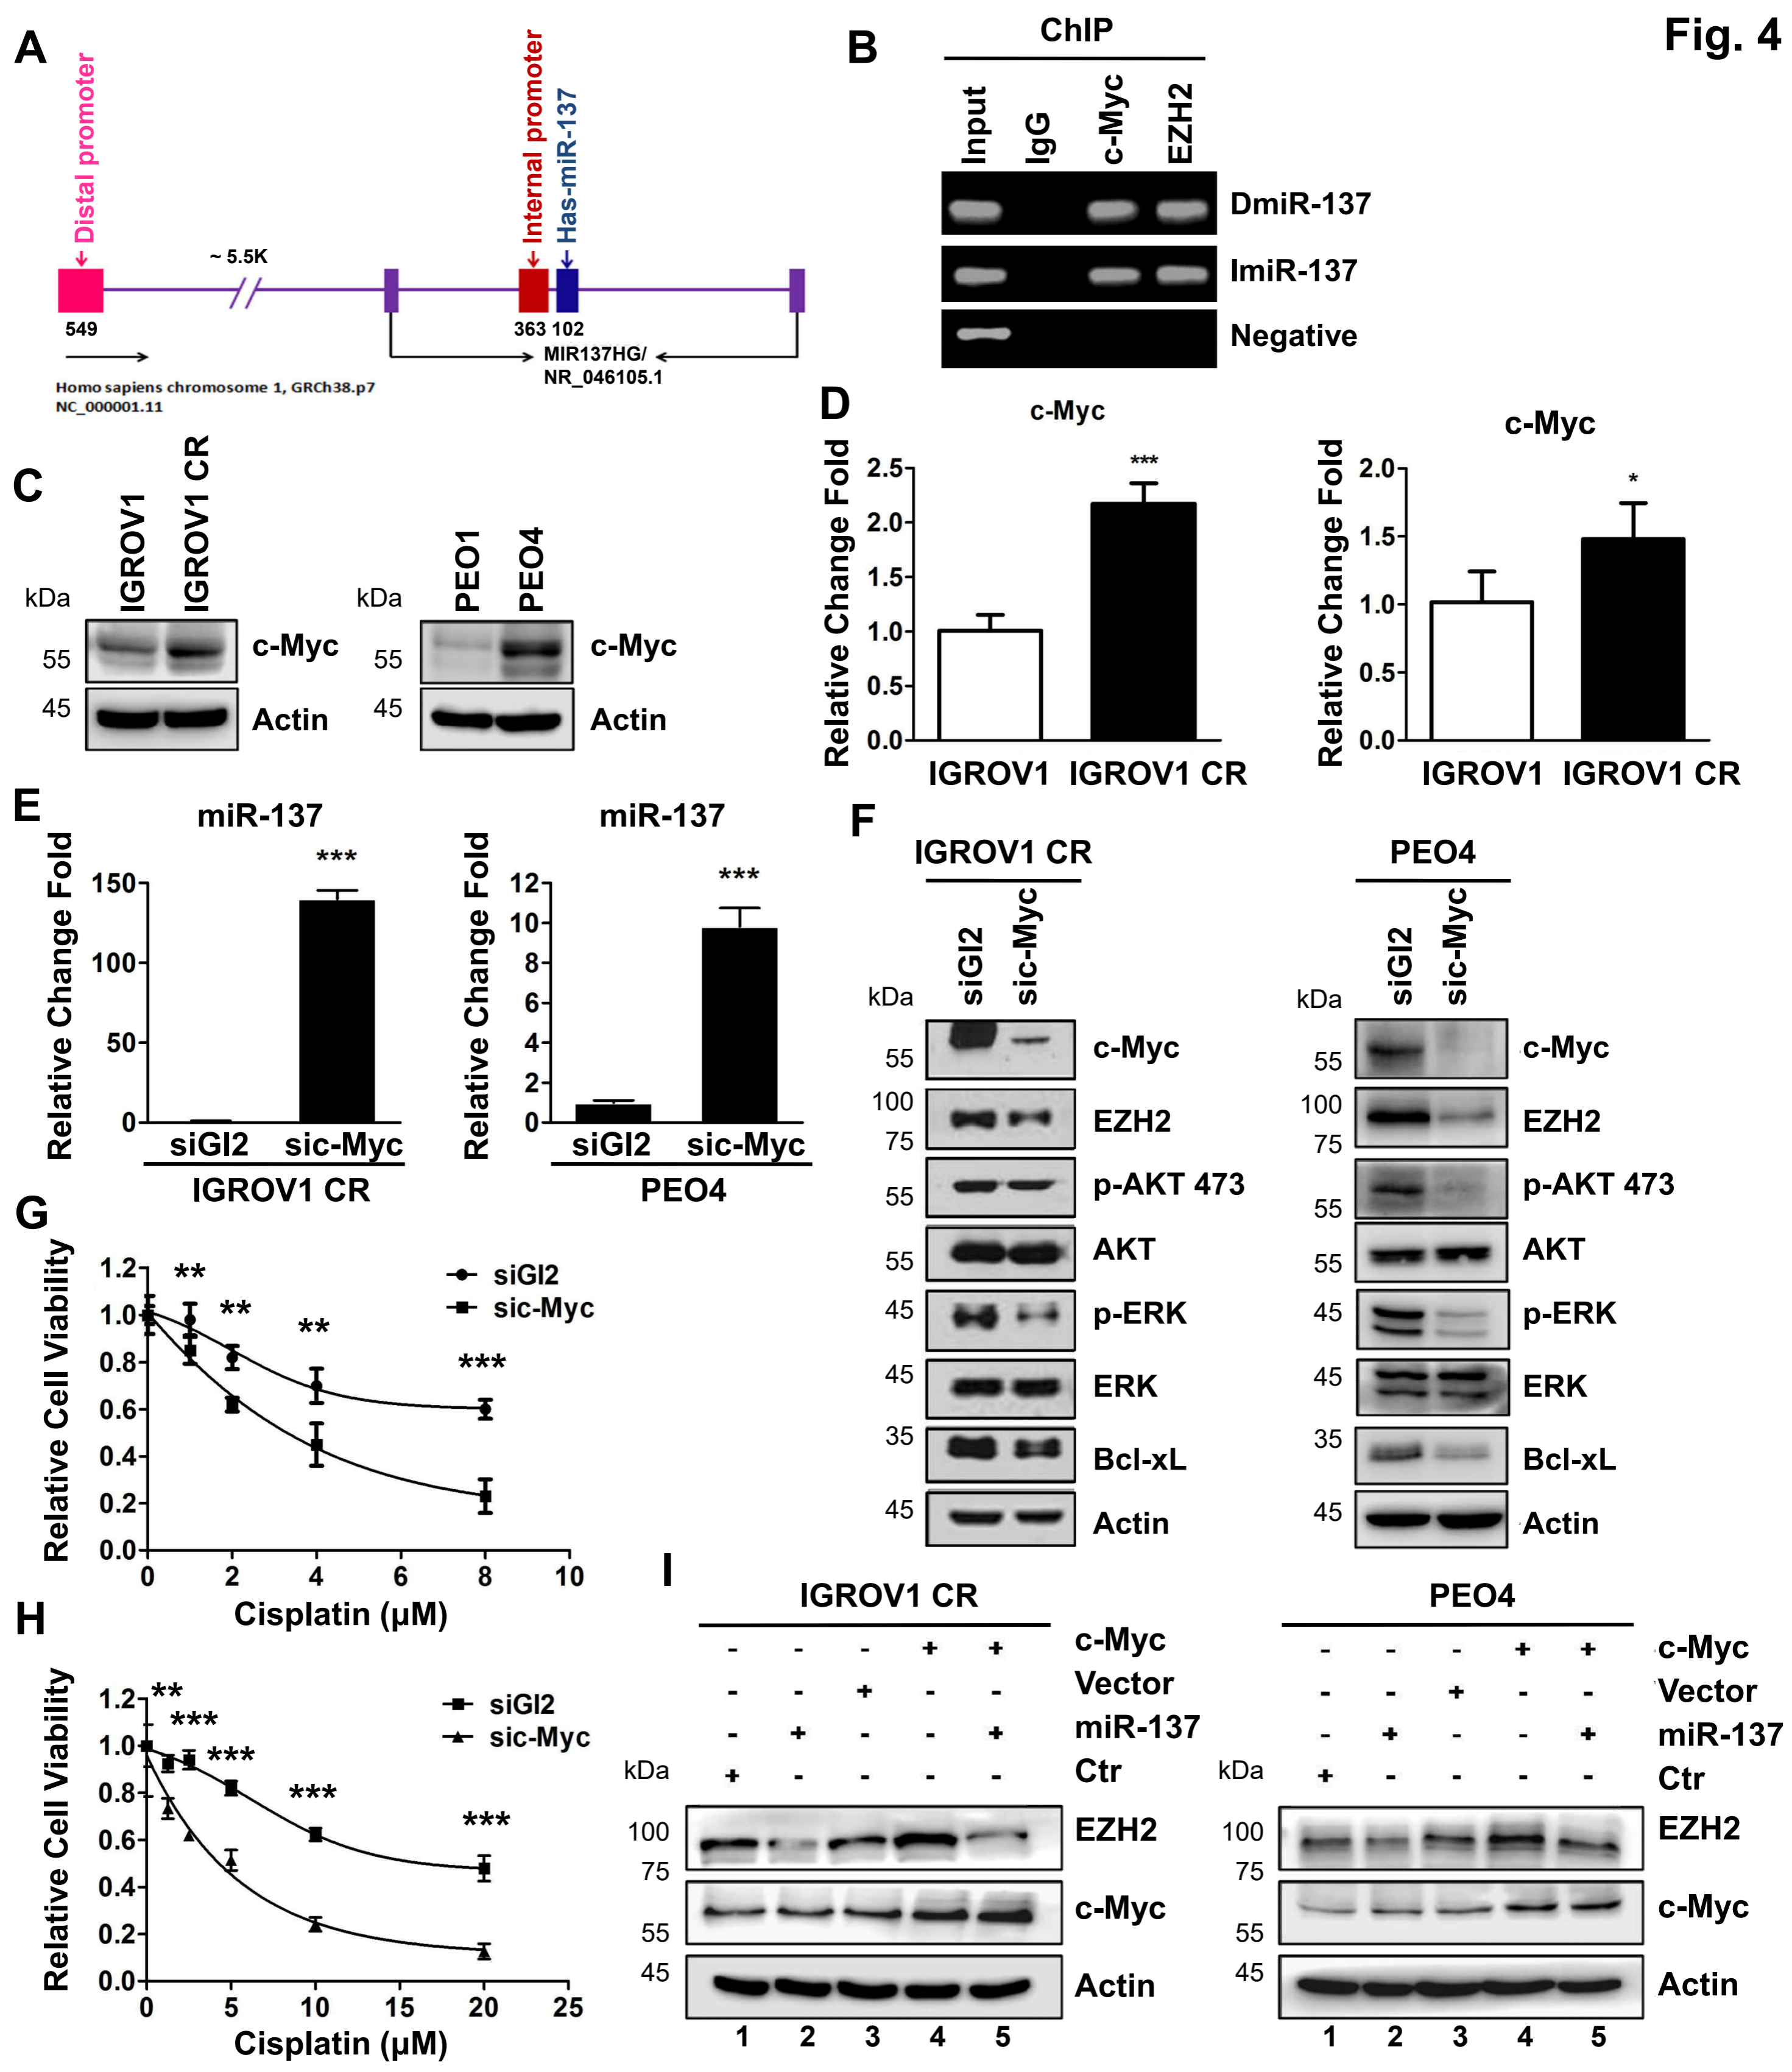 Fig. 4
A
Distal promoter
Internal promoter
Has-miR-137
~ 5.5K
549
363 102
MIR137HG/
NR_046105.1
Homo sapiens chromosome 1, GRCh38.p7
NC_000001.11
B
ChIP
Input
IgG
c-Myc
EZH2
DmiR-137
ImiR-137
Negative
C
IGROV1
IGROV1 CR
kDa
55
c-Myc
45
Actin
PEO1
PEO4
kDa
55
c-Myc
45
Actin
D
c-Myc
Relative Change Fold
2.5
2.0
1.5
1.0
0.5
0.0
***
IGROV1 IGROV1 CR
c-Myc
Relative Change Fold
2.0
1.5
1.0
0.5
0.0
*
IGROV1 IGROV1 CR
E
miR-137
Relative Change Fold
150
100
50
0
***
siGl2 sic-Myc
IGROV1 CR
miR-137
Relative Change Fold
12
10
8
6
4
2
0
***
siGl2 sic-Myc
PEO4
F
IGROV1 CR
siGl2
sic-Myc
kDa
55
c-Myc
100
75
EZH2
55
p-AKT 473
55
AKT
45
p-ERK
45
ERK
35
Bcl-xL
45
Actin
PEO4
siGl2
sic-Myc
kDa
55
c-Myc
100
75
EZH2
55
p-AKT 473
55
AKT
45
p-ERK
45
ERK
35
Bcl-xL
45
Actin
G
Relative Cell Viability
1.2
1.0
0.8
0.6
0.4
0.2
0.0
** ** ** ***
siGl2
sic-Myc
0 2 4 6 8 10
Cisplatin (µM)
H
Relative Cell Viability
1.2
1.0
0.8
0.6
0.4
0.2
0.0
** *** *** *** ***
siGl2
sic-Myc
0 5 10 15 20 25
Cisplatin (µM)
I
IGROV1 CR
- - - + + c-Myc
- - + - - Vector
- + - - + miR-137
kDa + - - - - Ctr
100
75
EZH2
55
c-Myc
45
Actin
1 2 3 4 5
PEO4
- - - + + c-Myc
- - + - - Vector
- + - - + miR-137
kDa + - - - - Ctr
100
75
EZH2
55
c-Myc
45
Actin
1 2 3 4 5